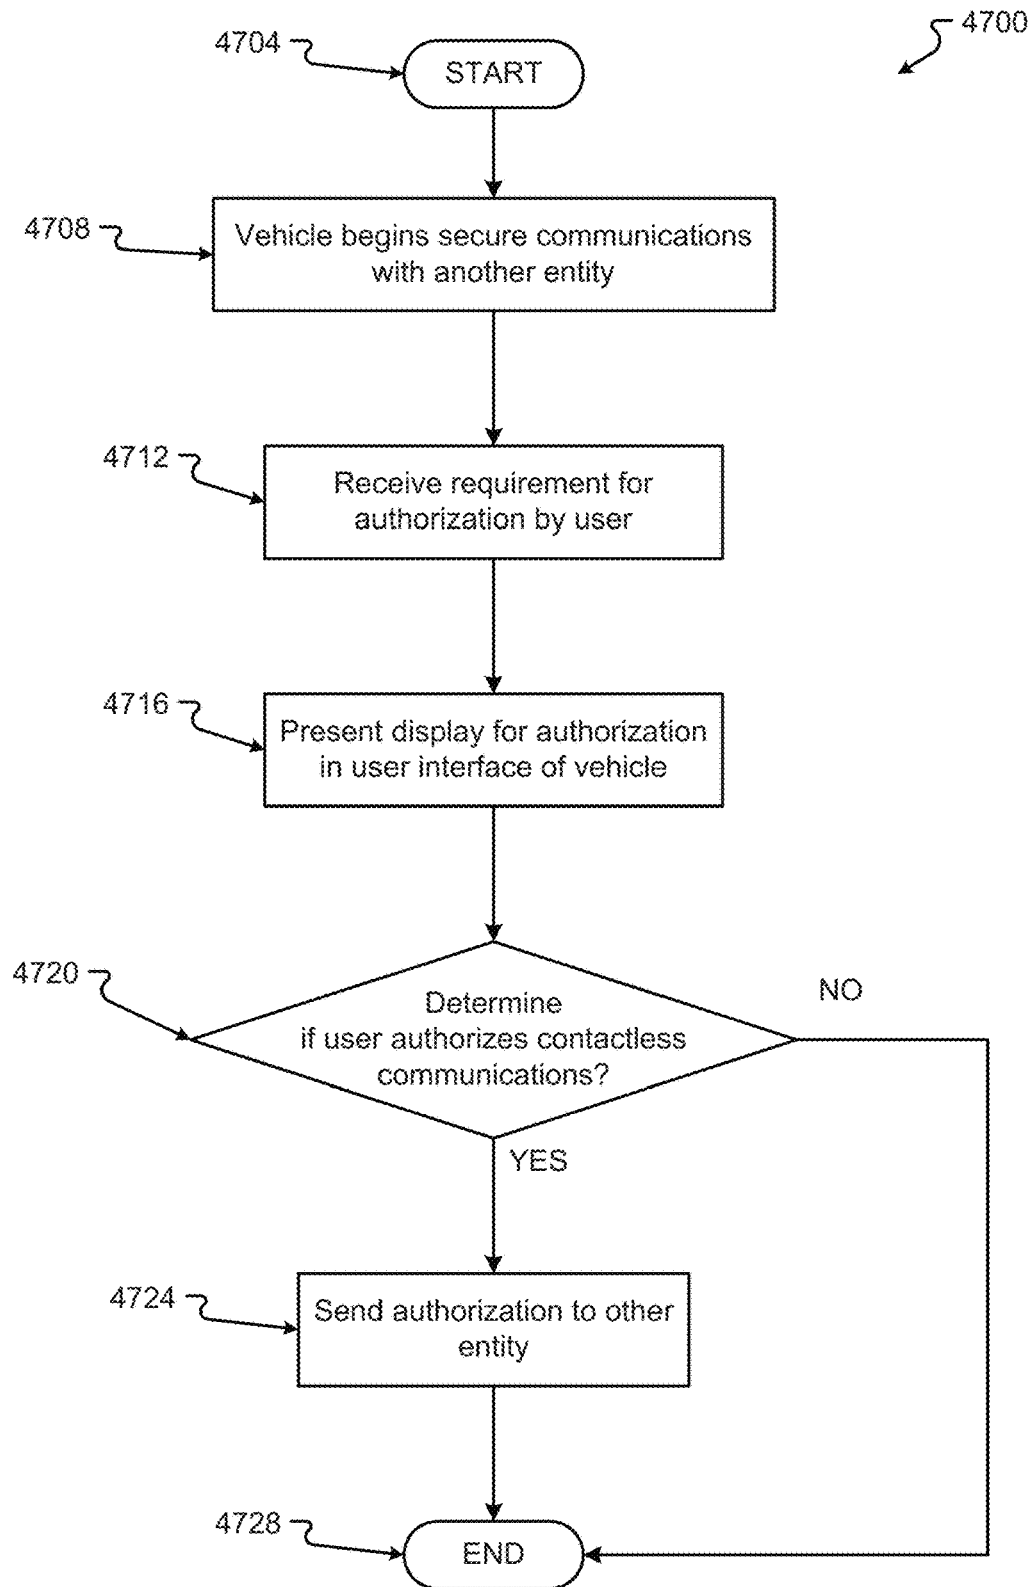 4700
4704
START
4708
Vehicle begins secure communications
with another entity
4712
Receive requirement for
authorization by user
4716
Present display for authorization
in user interface of vehicle
4720
Determine
if user authorizes contactless
communications?
NO
YES
4724
Send authorization to other
entity
4728
END